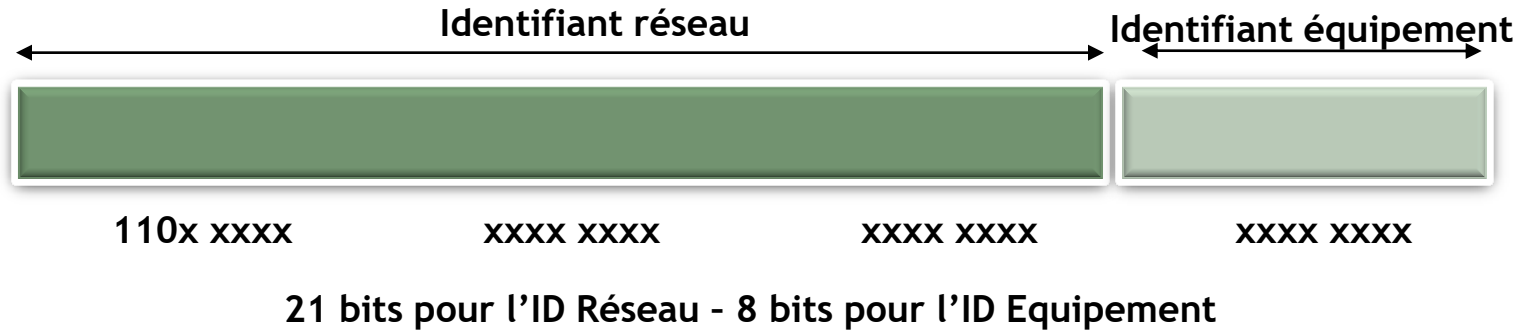 Identifiant réseau
Identifiant équipement
110x xxxx xxxx xxxx xxxx xxxx xxxx xxxx
21 bits pour l’ID Réseau – 8 bits pour l’ID Equipement